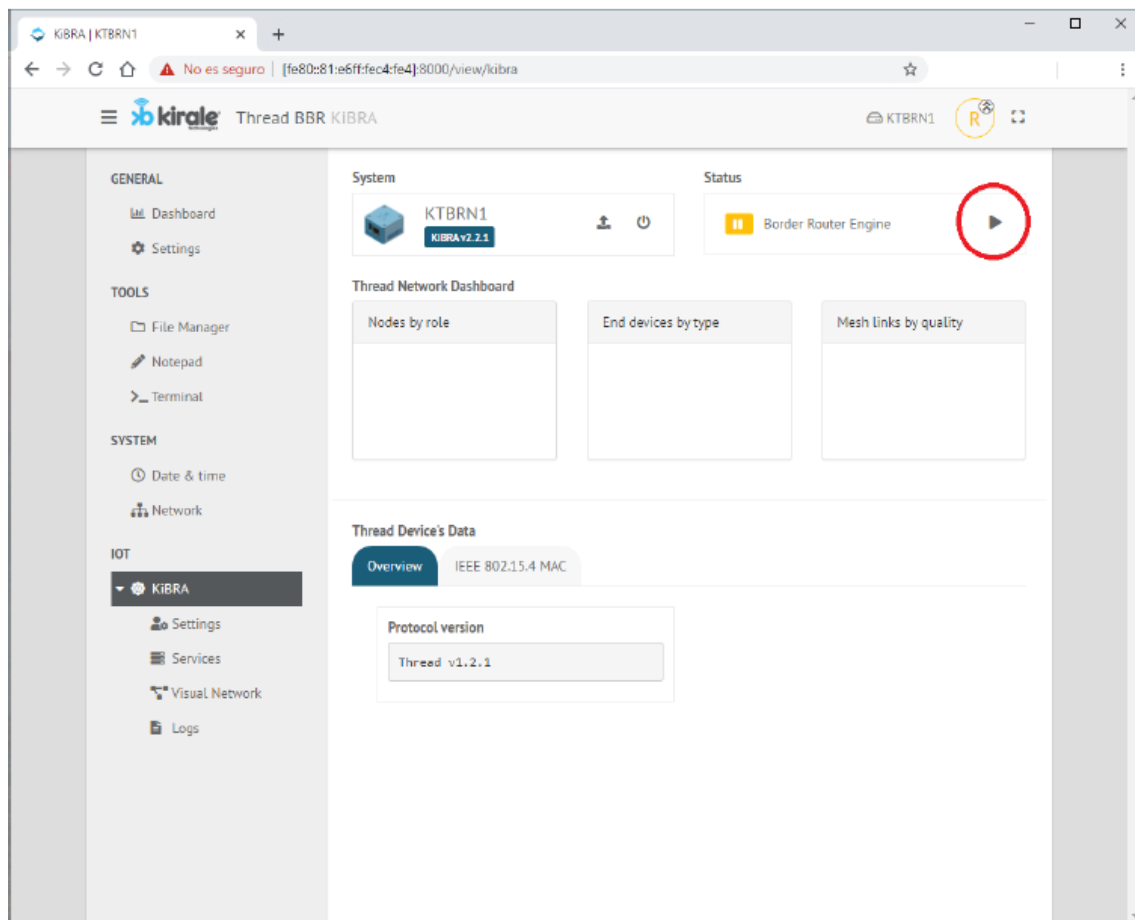 KiBRA | KTBRN1
No es seguro | [fe80::81:e6ff:fec4:fe4]:8000/view/kibra
kirale Technologies Thread BBR KIBRA
KTBRN1 R
GENERAL
Dashboard
Settings
TOOLS
File Manager
Notepad
Terminal
SYSTEM
Date & time
Network
IOT
KiBRA
Settings
Services
Visual Network
Logs
System
KTBRN1
KiBRA v2.2.1
Status
Border Router Engine
Thread Network Dashboard
Nodes by role
End devices by type
Mesh links by quality
Thread Device's Data
Overview
IEEE 802.15.4 MAC
Protocol version
Thread v1.2.1